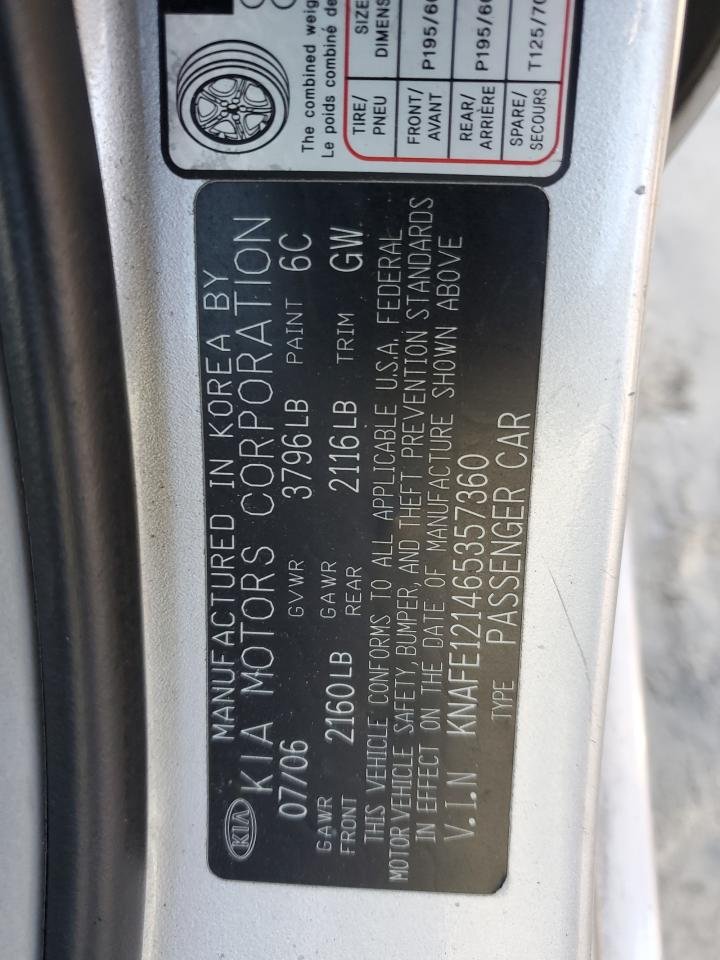 The combined weig
Le poids combiné de
TIRE/ PNEU SIZE DIMENS
FRONT/ AVANT P195/6
REAR/ ARRIÈRE P195/6
SPARE/ SECOURS T125/70
MANUFACTURED IN KOREA BY
KIA KIA MOTORS CORPORATION
07/06 GVWR 3796LB PAINT 6C
GAWR FRONT 2160LB GAWR REAR 2116LB TRIM GW
THIS VEHICLE CONFORMS TO ALL APPLICABLE U.S.A. FEDERAL
MOTOR VEHICLE SAFETY, BUMPER, AND THEFT PREVENTION STANDARDS
IN EFFECT ON THE DATE OF MANUFACTURE SHOWN ABOVE
V.I.N KNAFE121465357360
TYPE PASSENGER CAR